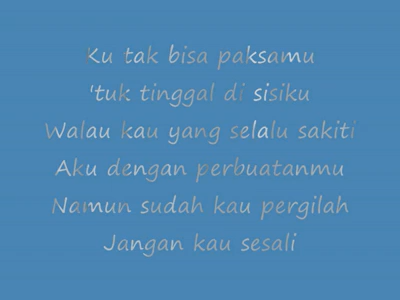 Ku tak bisa paksamu
'tuk tinggal di sisiku
Walau kau yang selalu sakiti
Aku dengan perbuatanmu
Namun sudah kau pergilah
Jangan kau sesali